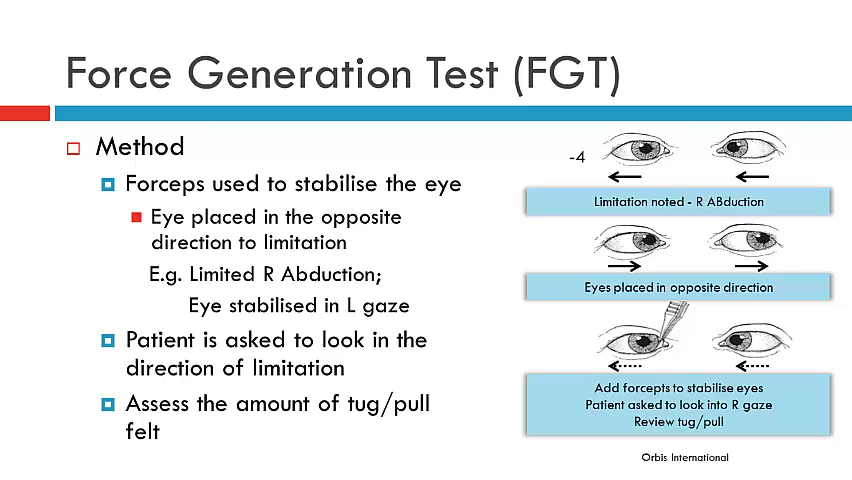 Force Generation Test (FGT)
Method
Forceps used to stabilise the eye
Eye placed in the opposite
direction to limitation
E.g. Limited R Abduction;
Eye stabilised in L gaze
Patient is asked to look in the
direction of limitation
Assess the amount of tug/pull
felt
-4
Limitation noted - R ABduction
Eyes placed in opposite direction
Add forcepts to stabilise eyes
Patient asked to look into R gaze
Review tug/pull
Orbis International